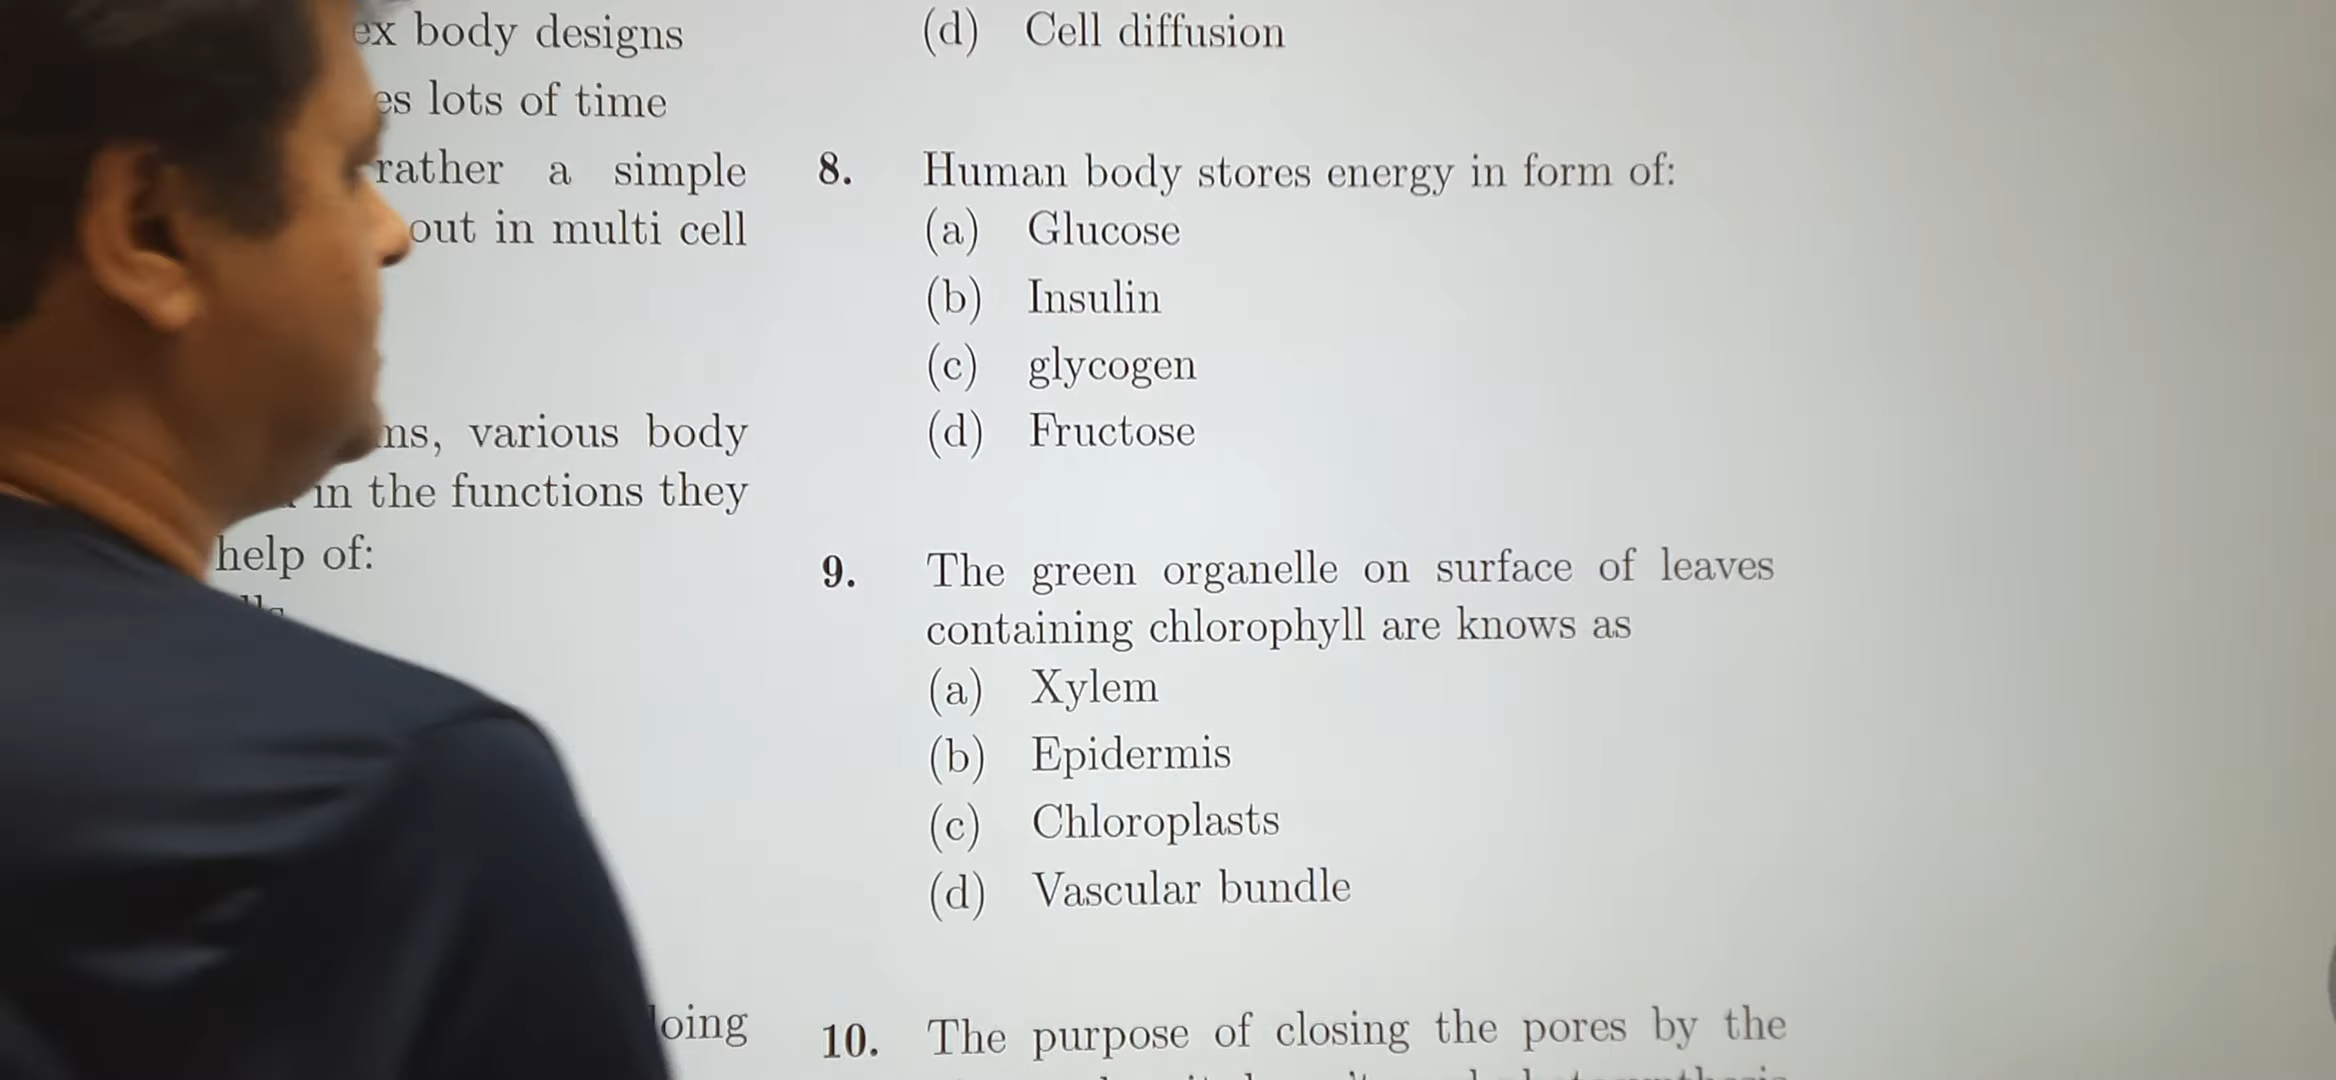 ex body designs
es lots of time
rather a simple
out in multi cell
ns, various body
in the functions they
help of:
oing
(d) Cell diffusion
8. Human body stores energy in form of:
(a) Glucose
(b) Insulin
(c) glycogen
(d) Fructose
9. The green organelle on surface of leaves
containing chlorophyll are knows as
(a) Xylem
(b) Epidermis
(c) Chloroplasts
(d) Vascular bundle
10. The purpose of closing the pores by the